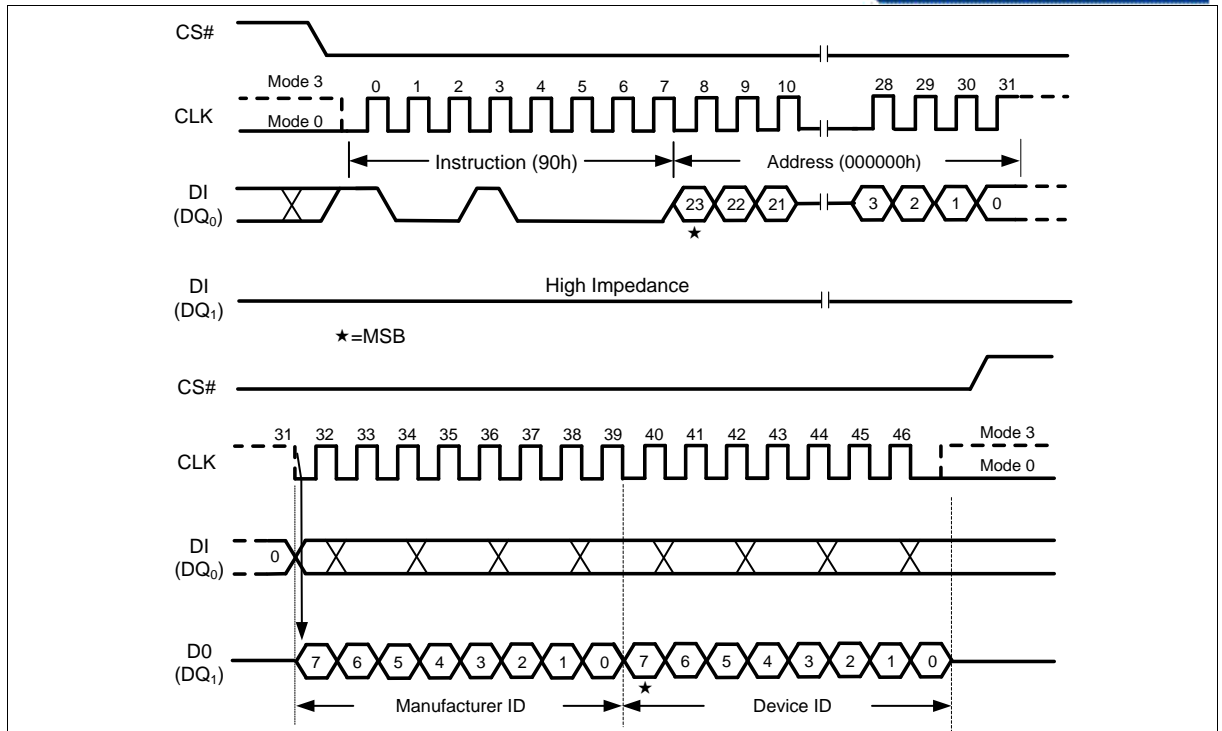 CS#
Mode 3
0 1 2 3 4 5 6 7 8 9 10 28 29 30 31
CLK
Mode 0
Instruction (90h) Address (000000h)
DI
(DQ0)
23 22 21 3 2 1 0
★
DI
(DQ1)
High Impedance
★=MSB
CS#
31 32 33 34 35 36 37 38 39 40 41 42 43 44 45 46 Mode 3
CLK
Mode 0
DI
(DQ0)
0
D0
(DQ1)
7 6 5 4 3 2 1 0 7 6 5 4 3 2 1 0
★
Manufacturer ID Device ID